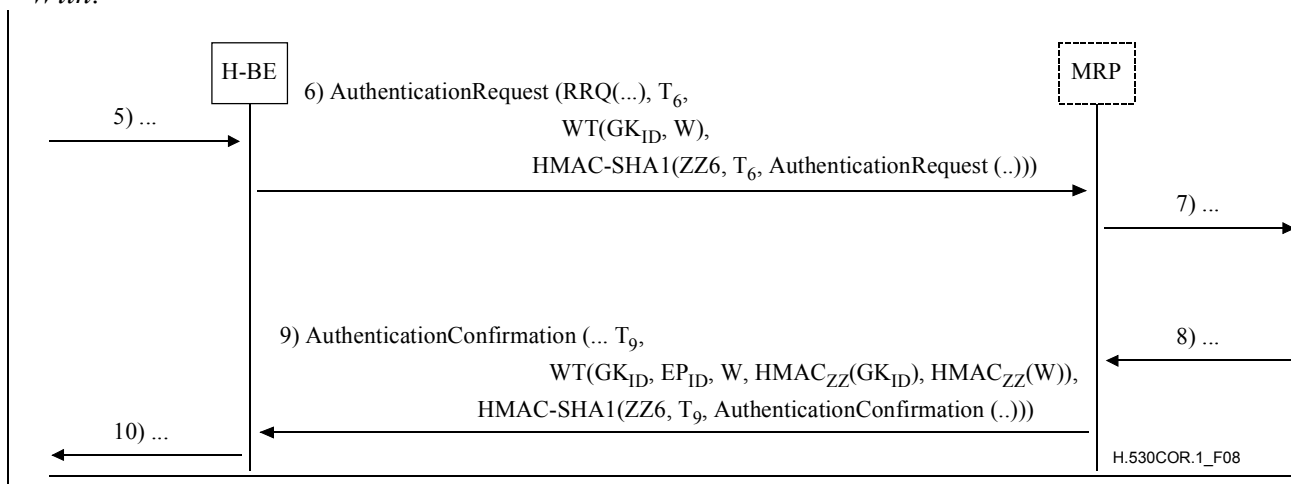 With:
H-BE
MRP
6) AuthenticationRequest (RRQ(...), T6,
WT(GKID, W),
HMAC-SHA1(ZZ6, T6, AuthenticationRequest (..)))
5) ...
7) ...
9) AuthenticationConfirmation (... T9,
WT(GKID, EPID, W, HMACZZ(GKID), HMACZZ(W)),
HMAC-SHA1(ZZ6, T9, AuthenticationConfirmation (..)))
8) ...
10) ...
H.530COR.1_F08